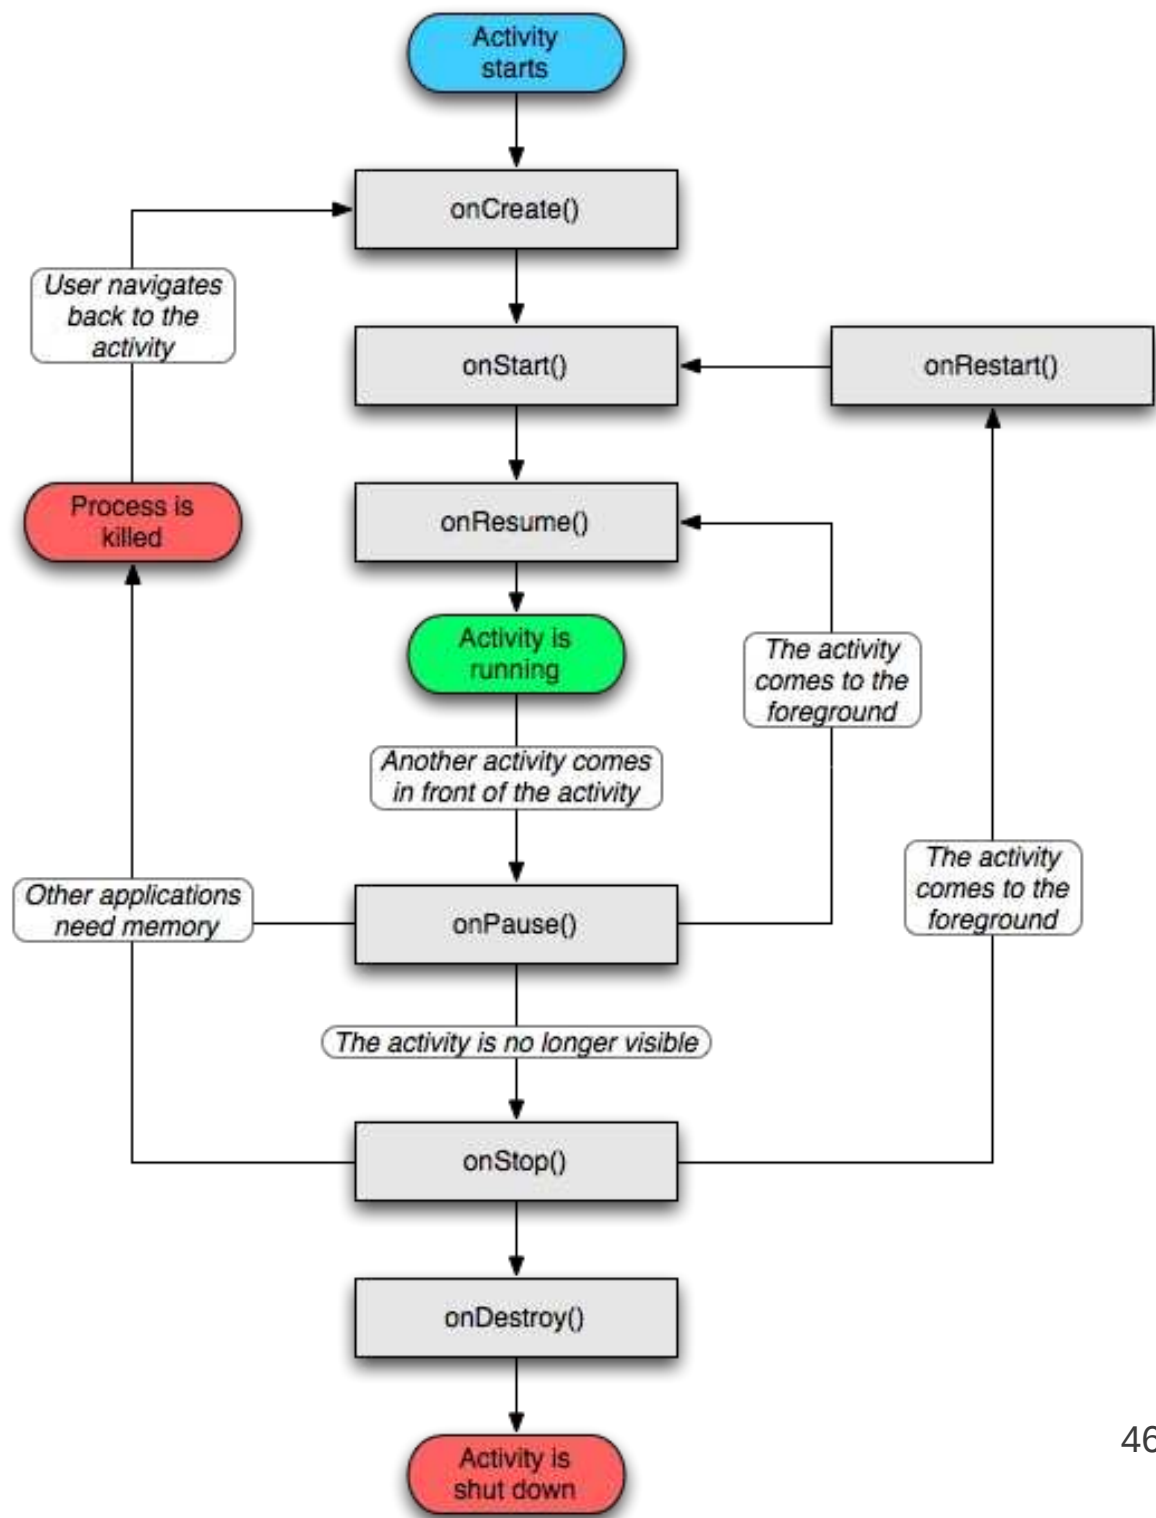 Activity
starts
onCreate()
User navigates
back to the
activity
onStart()
onRestart()
Process is
killed
onResume()
Activity is
running
The activity
comes to the
foreground
Another activity comes
in front of the activity
The activity
comes to the
foreground
Other applications
need memory
onPause()
The activity is no longer visible
onStop()
onDestroy()
Activity is
shut down
46